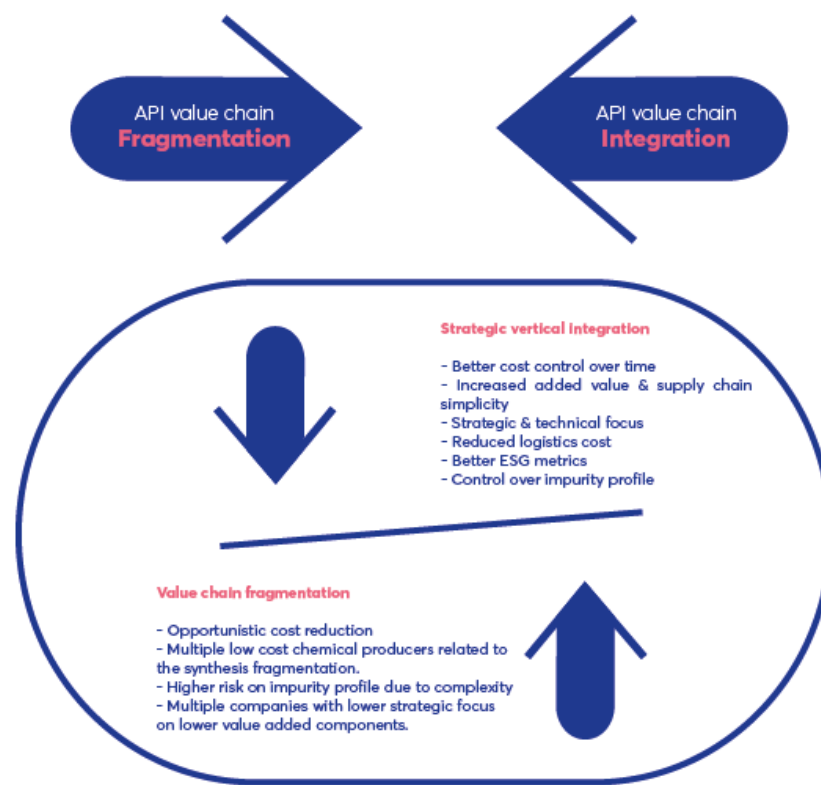 API value chain
Fragmentation
API value chain
Integration
Strategic vertical integration
- Better cost control over time
- Increased added value & supply chain
simplicity
- Strategic & technical focus
- Reduced logistics cost
- Better ESG metrics
- Control over impurity profile
Value chain fragmentation
- Opportunistic cost reduction
- Multiple low cost chemical producers related to
the synthesis fragmentation.
- Higher risk on impurity profile due to complexity
- Multiple companies with lower strategic focus
on lower value added components.